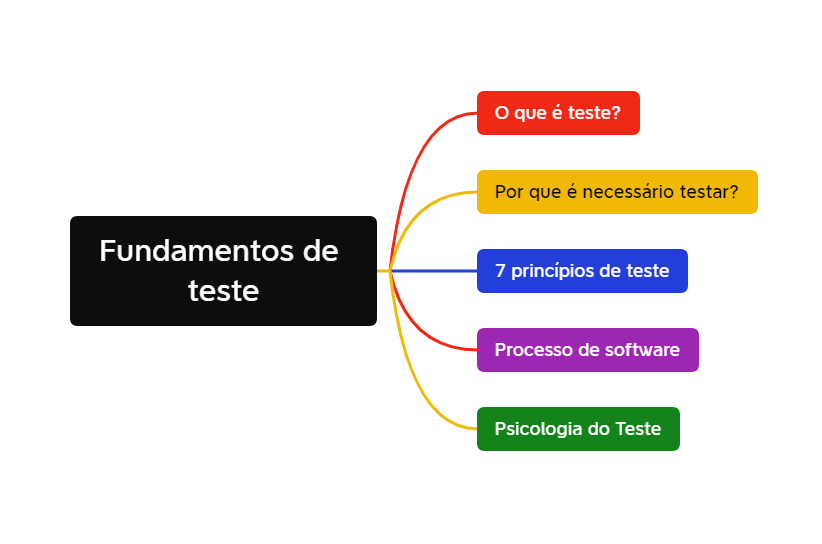 Fundamentos de
teste
O que é teste?
Por que é necessário testar?
7 princípios de teste
Processo de software
Psicologia do Teste